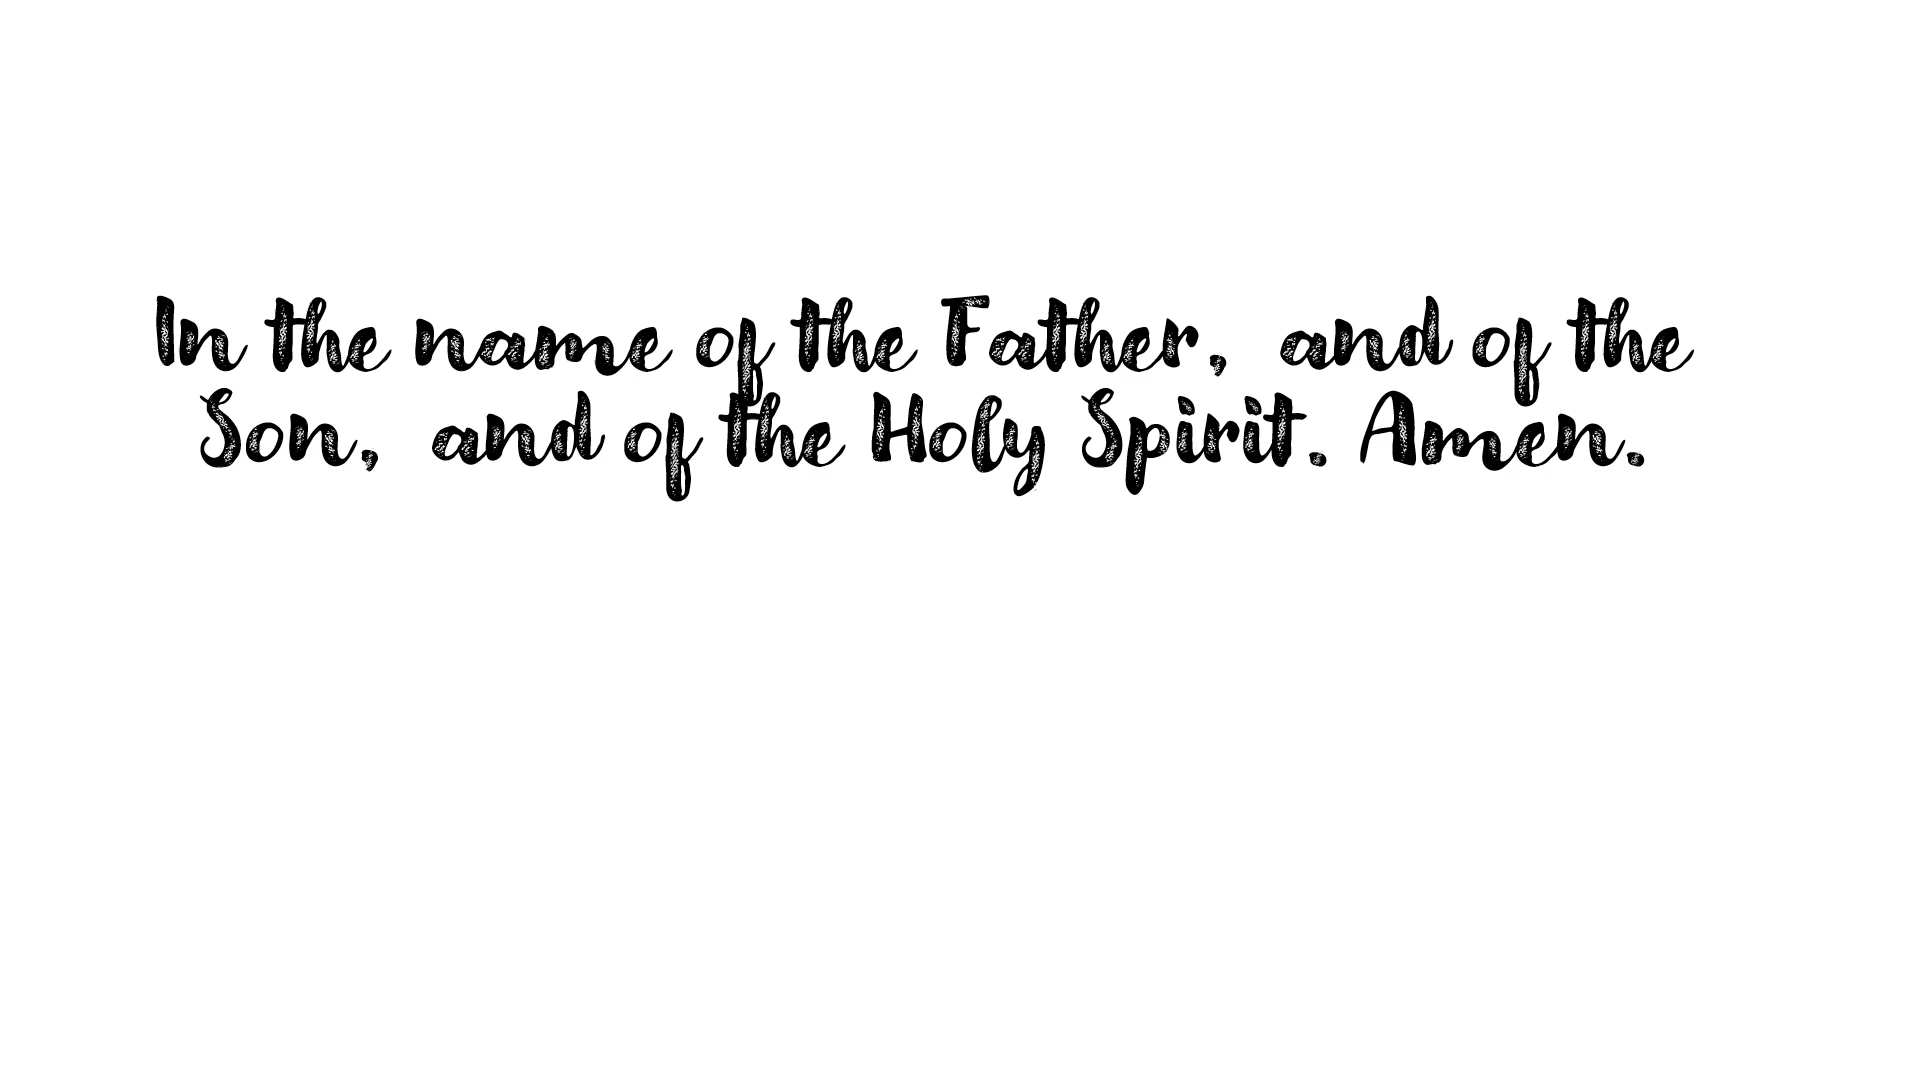 In the name of the Father, and of the
Son, and of the Holy Spirit. Amen.